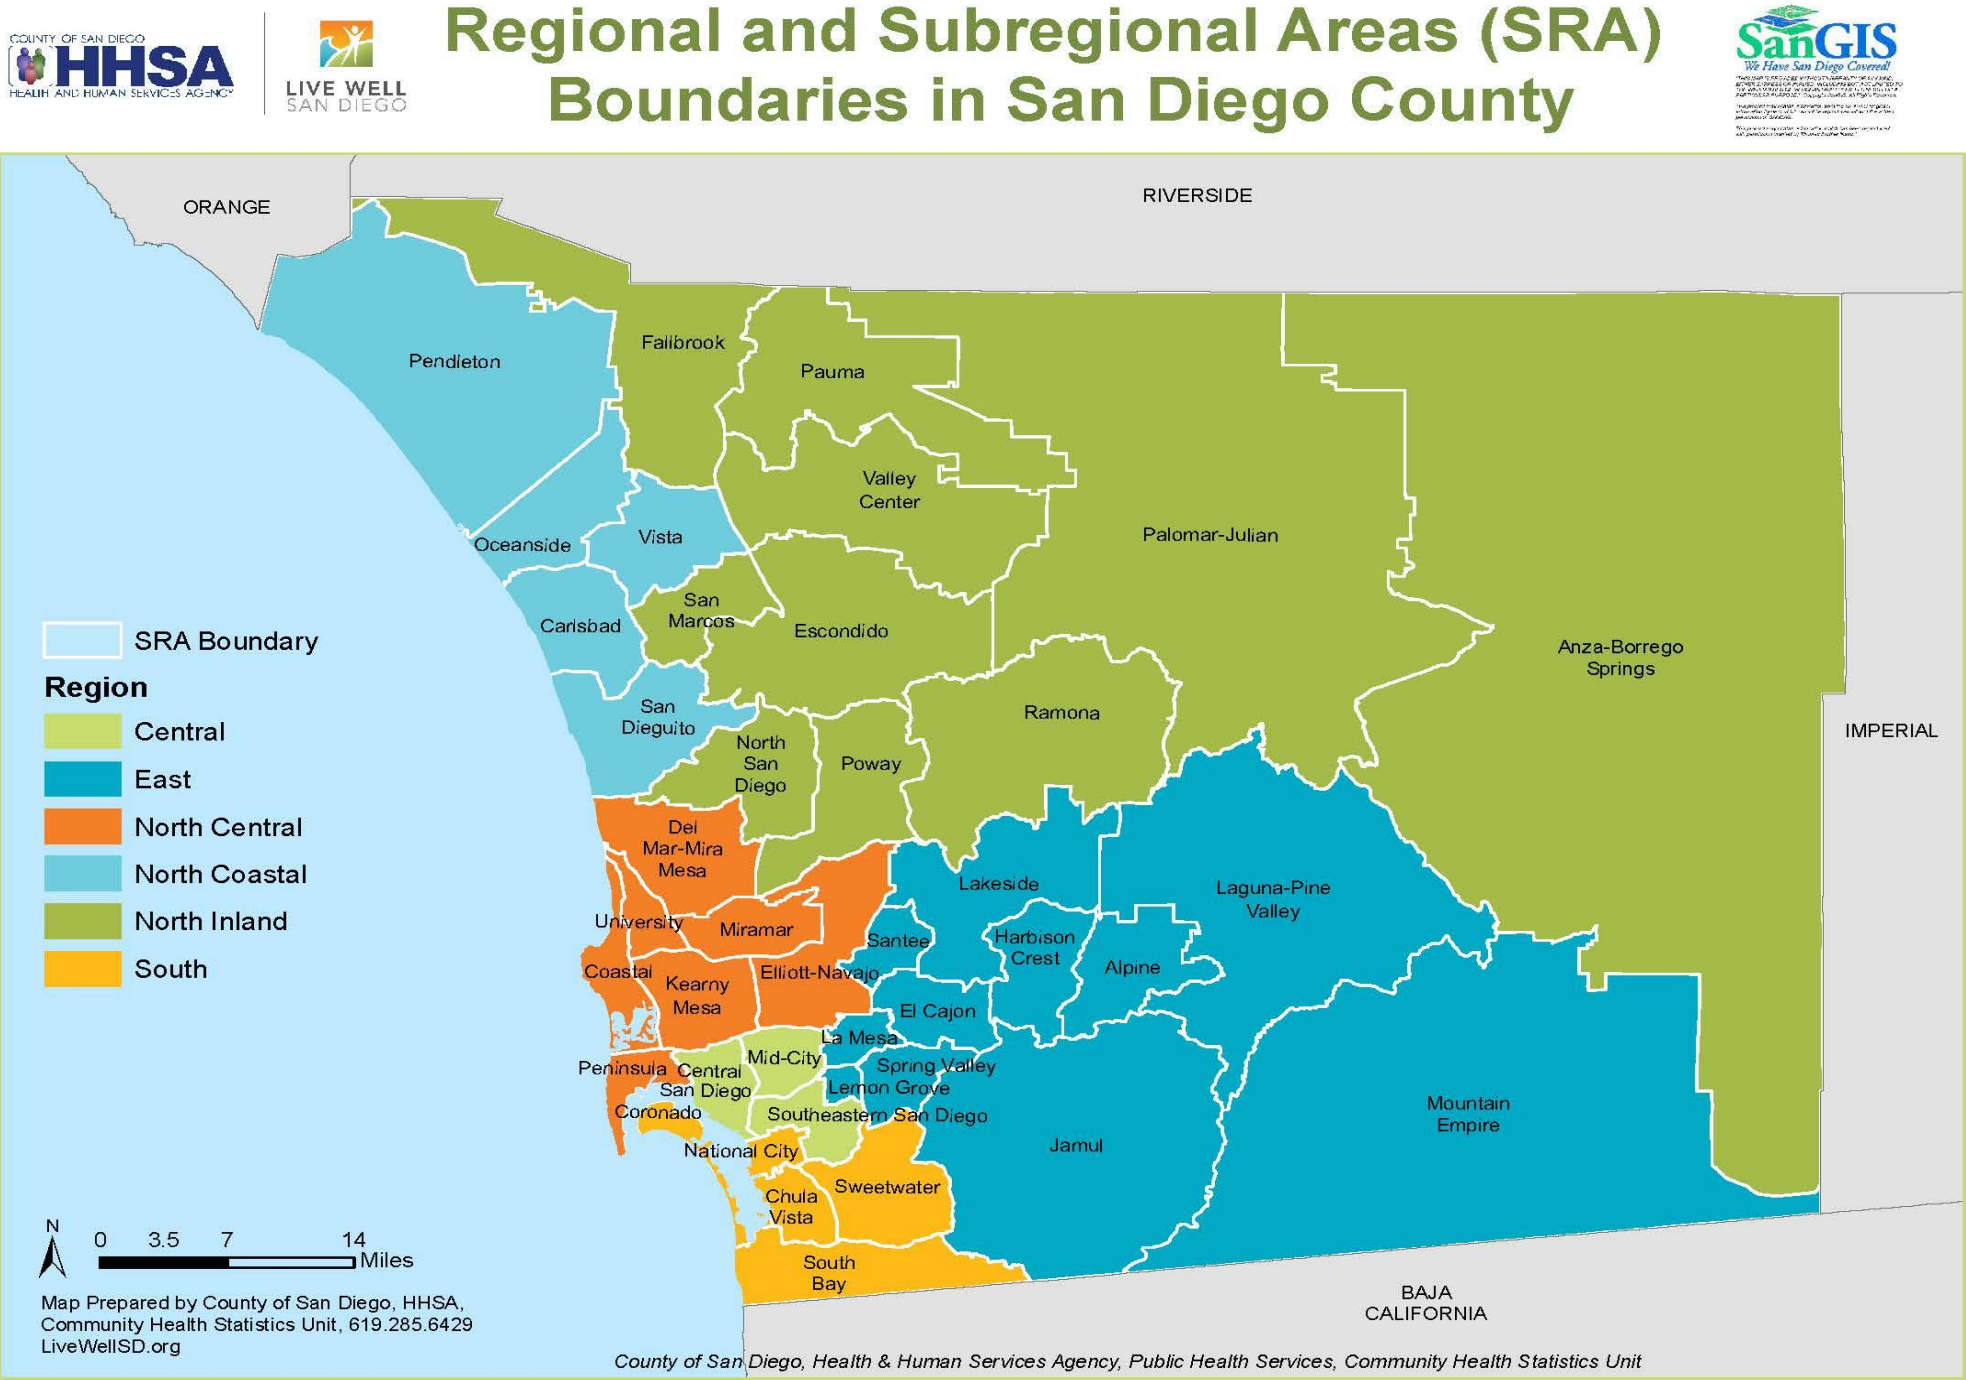 COUNTY OF SAN DIEGO
HHSA
HEALTH AND HUMAN SERVICES AGENCY
LIVE WELL
SAN DIEGO
Regional and Subregional Areas (SRA)
Boundaries in San Diego County
SanGIS
We Have San Diego Covered!
ORANGE
RIVERSIDE
Fallbrook
Pendleton
Pauma
Valley
Center
Palomar-Julian
Oceanside
Vista
San
Marcos
Carlsbad
Escondido
Anza-Borrego
Springs
San
Dieguito
Ramona
IMPERIAL
North
San
Diego
Poway
Del
Mar-Mira
Mesa
Lakeside
Laguna-Pine
Valley
University
Miramar
Santee
Harbison
Crest
Alpine
Coastal
Kearny
Mesa
Elliott-Navajo
El Cajon
La Mesa
Mid-City
Peninsula
Central
San Diego
Spring Valley
Lemon Grove
Coronado
Southeastern San Diego
Mountain
Empire
National City
Jamul
Chula
Vista
Sweetwater
South
Bay
BAJA
CALIFORNIA
SRA Boundary
Region
Central
East
North Central
North Coastal
North Inland
South
N
0 3.5 7 14
Miles
Map Prepared by County of San Diego, HHSA,
Community Health Statistics Unit, 619.285.6429
LiveWellSD.org
County of San Diego, Health & Human Services Agency, Public Health Services, Community Health Statistics Unit